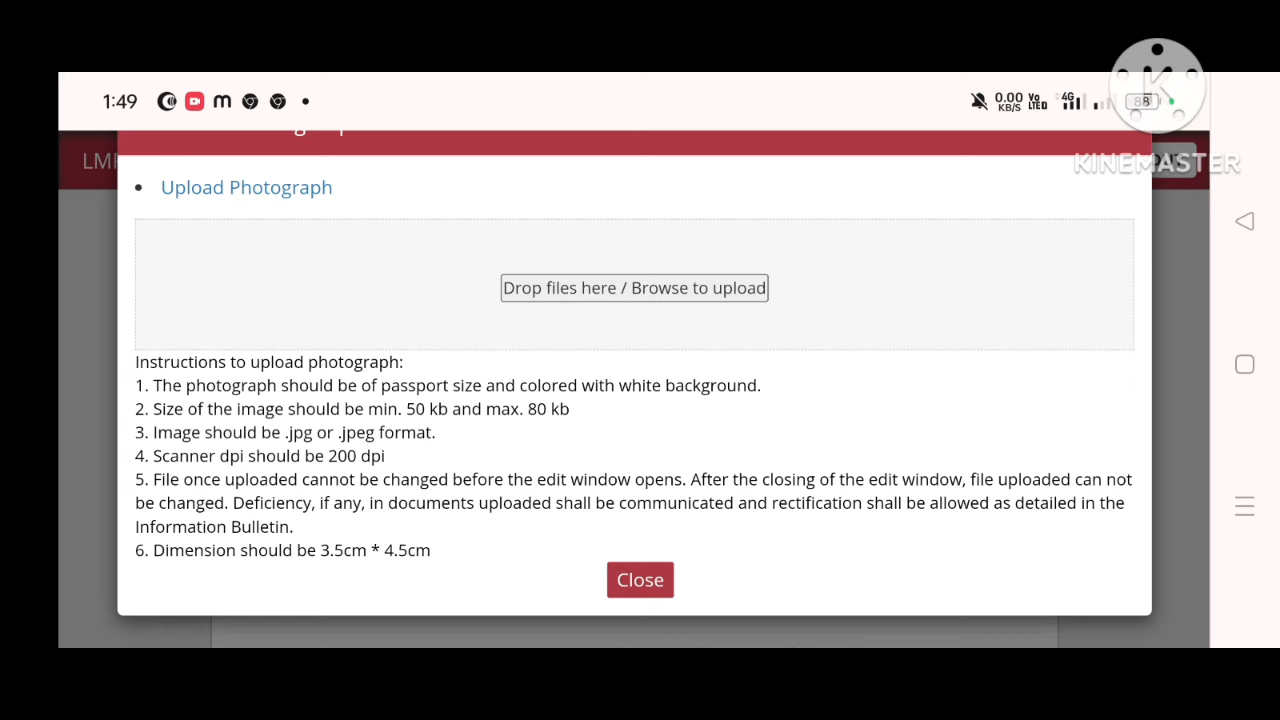 1:49 m 0.00 KB/S Vo LTED 4G 88
KINEMASTER
LM
• Upload Photograph
Drop files here / Browse to upload
Instructions to upload photograph:
1. The photograph should be of passport size and colored with white background.
2. Size of the image should be min. 50 kb and max. 80 kb
3. Image should be .jpg or .jpeg format.
4. Scanner dpi should be 200 dpi
5. File once uploaded cannot be changed before the edit window opens. After the closing of the edit window, file uploaded can not
be changed. Deficiency, if any, in documents uploaded shall be communicated and rectification shall be allowed as detailed in the
Information Bulletin.
6. Dimension should be 3.5cm * 4.5cm
Close